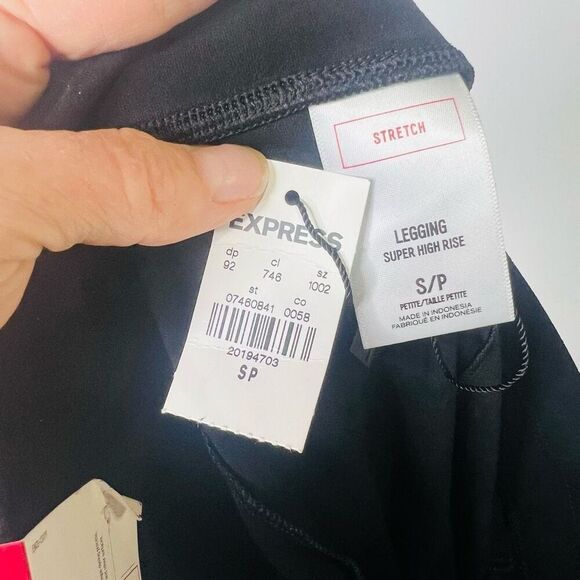 STRETCH
LEGGING
SUPER HIGH RISE
S/P
PETITE/TAILLE PETITE
MADE IN INDONESIA
FABRIQUÉ EN INDONÉSIE
EXPRESS
dp cl sz
92 746 1002
st co
07460841 0058
20194703
SP